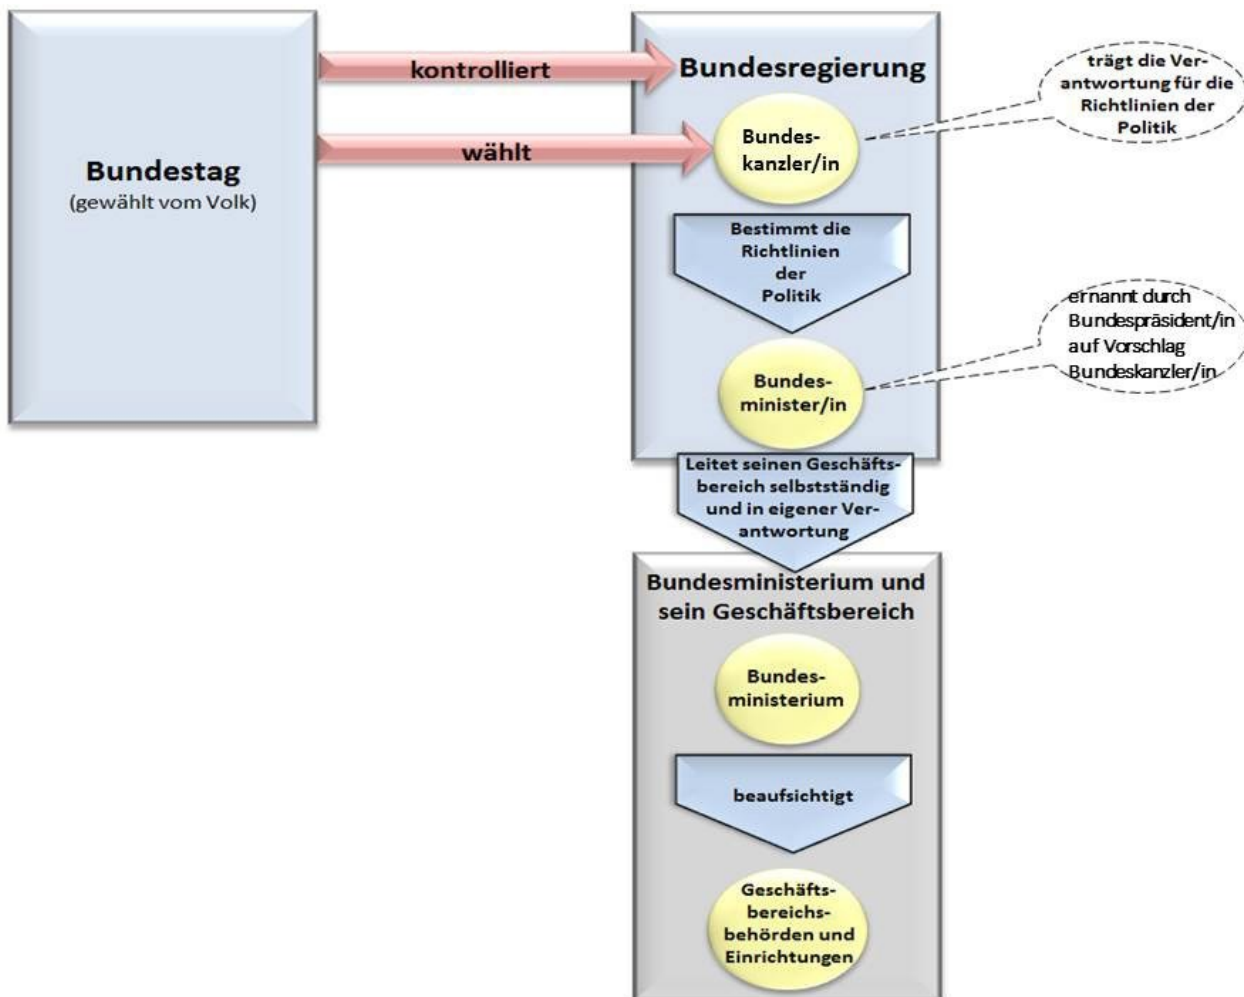 Bundestag
(gewählt vom Volk)
kontrolliert
wählt
Bundesregierung
Bundes-
kanzler/in
trägt die Ver-
antwortung für die
Richtlinien der
Politik
Bestimmt die
Richtlinien
der
Politik
Bundes-
minister/in
ernannt durch
Bundespräsident/in
auf Vorschlag
Bundeskanzler/in
Leitet seinen Geschäfts-
bereich selbstständig
und in eigener Ver-
antwortung
Bundesministerium und
sein Geschäftsbereich
Bundes-
ministerium
beaufsichtigt
Geschäfts-
bereichs-
behörden und
Einrichtungen